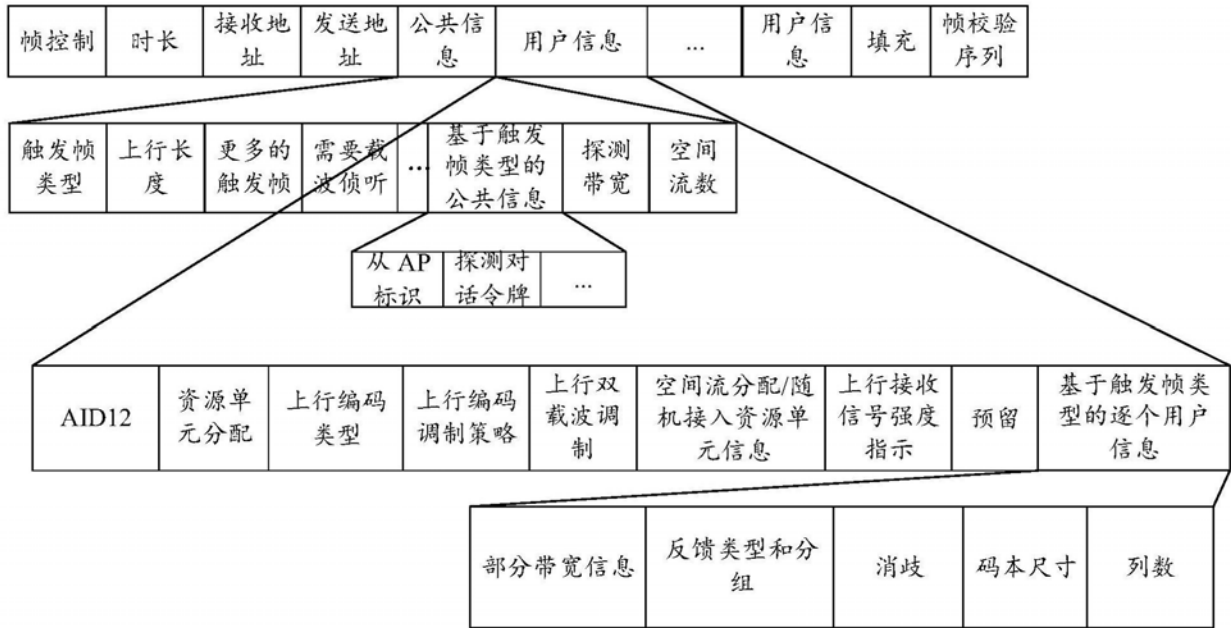 帧控制 时长 接收地 发送地 公共信 用户信息 ... 用户信 填充 帧校验
址 址 息 息 序列
触发帧 上行长 更多的 需要载 ... 基于触发 探测 空间
类型 度 触发帧 波侦听 帧类型的 带宽 流数
公共信息
从 AP 探测对 ...
标识 话令牌
AID12 资源单 上行编码 上行编码 上行双 空间流分配/随 上行接收 预留 基于触发帧类
元分配 类型 调制策略 载波调 机接入资源单 信号强度 型的逐个用户
制 元信息 指示 信息
部分带宽信息 反馈类型和分 消歧 码本尺寸 列数
组